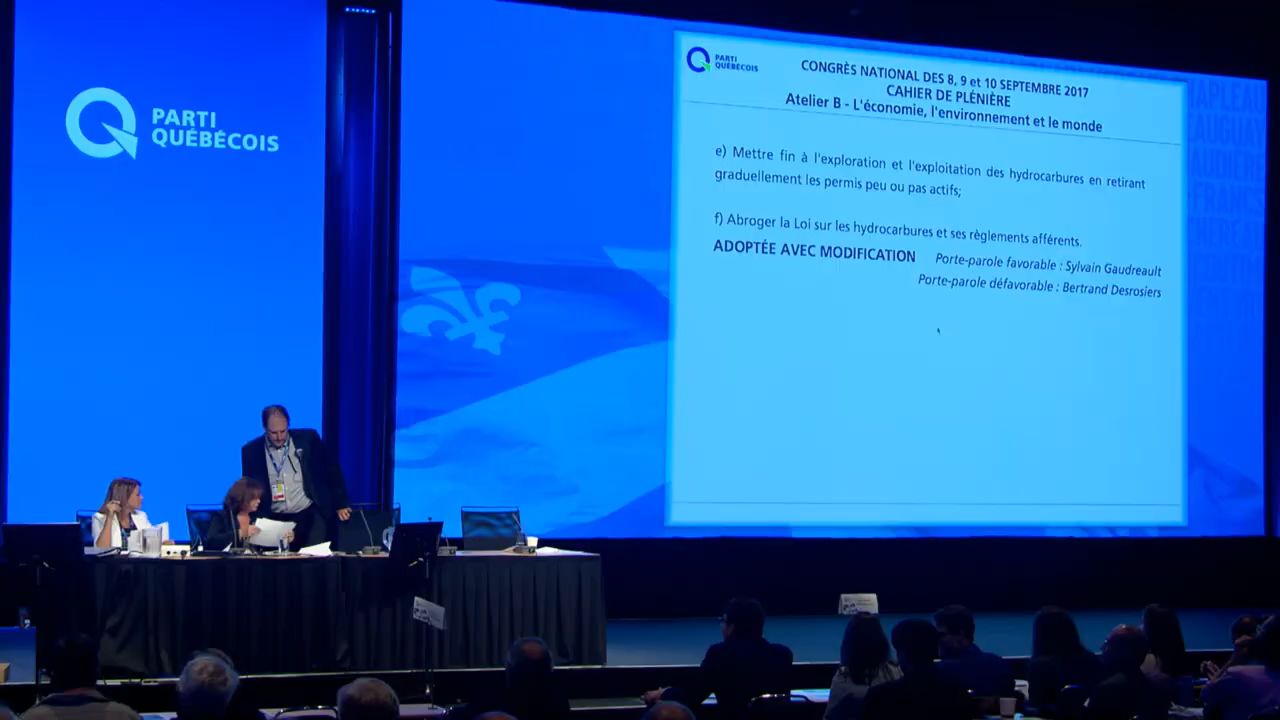 PARTI
QUÉBÉCOIS
PARTI
QUÉBÉCOIS
CONGRÈS NATIONAL DES 8, 9 et 10 SEPTEMBRE 2017
CAHIER DE PLÉNIÈRE
Atelier B - L'économie, l'environnement et le monde
e) Mettre fin à l'exploration et l'exploitation des hydrocarbures en retirant
graduellement les permis peu ou pas actifs;
f) Abroger la Loi sur les hydrocarbures et ses règlements afférents.
ADOPTÉE AVEC MODIFICATION Porte-parole favorable : Sylvain Gaudreault
Porte-parole défavorable : Bertrand Desrosiers